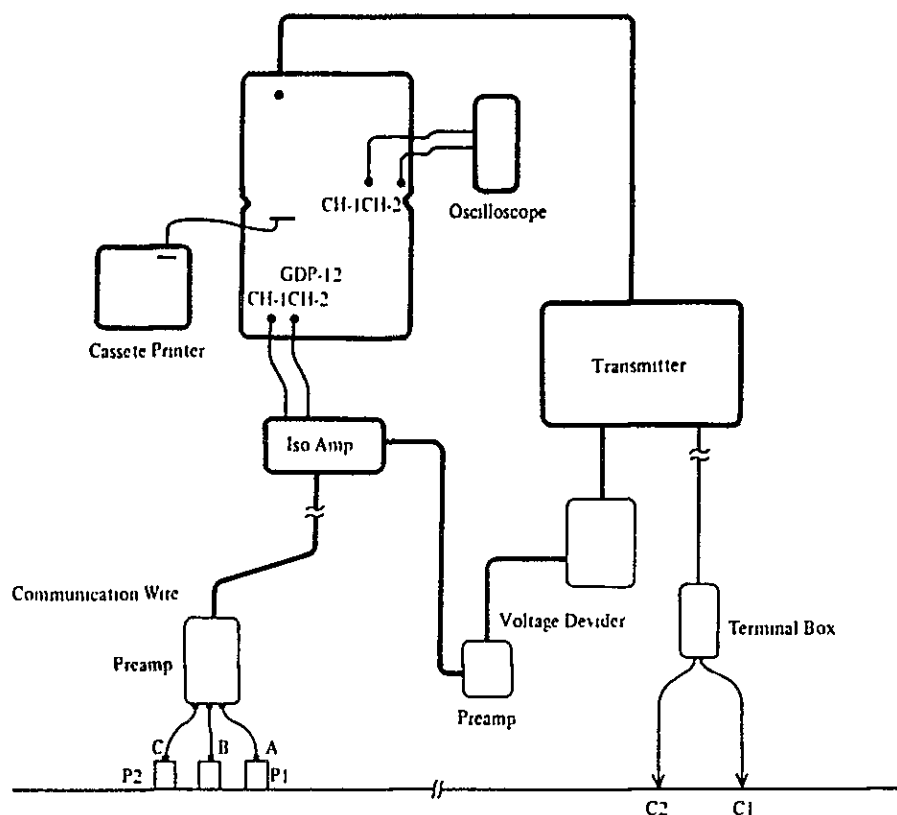 CH-1CH-2
Oscilloscope
GDP-12
CH-1CH-2
Cassete Printer
Transmitter
Iso Amp
Communication Wire
Voltage Devider
Terminal Box
Preamp
Preamp
C B A
P2 P1
C2 C1